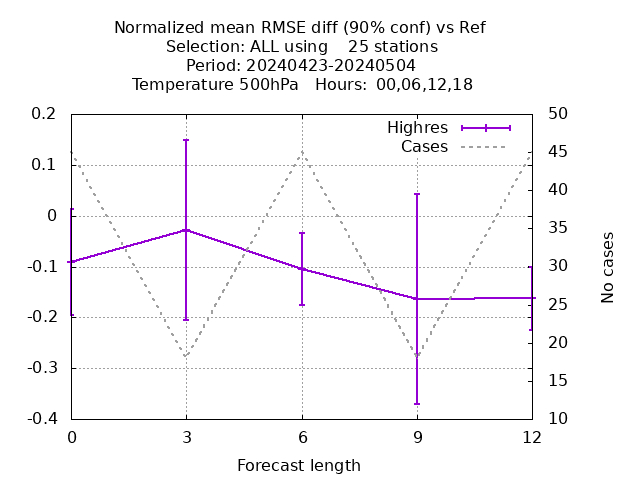 Normalized mean RMSE diff (90% conf) vs Ref
Selection: ALL using    25 stations
Period: 20240423-20240504
Temperature 500hPa   Hours:  00,06,12,18
Highres
Cases
0.2
0.1
0
-0.1
-0.2
-0.3
-0.4
50
45
40
35
30
25
20
15
10
No cases
0
3
6
9
12
Forecast length